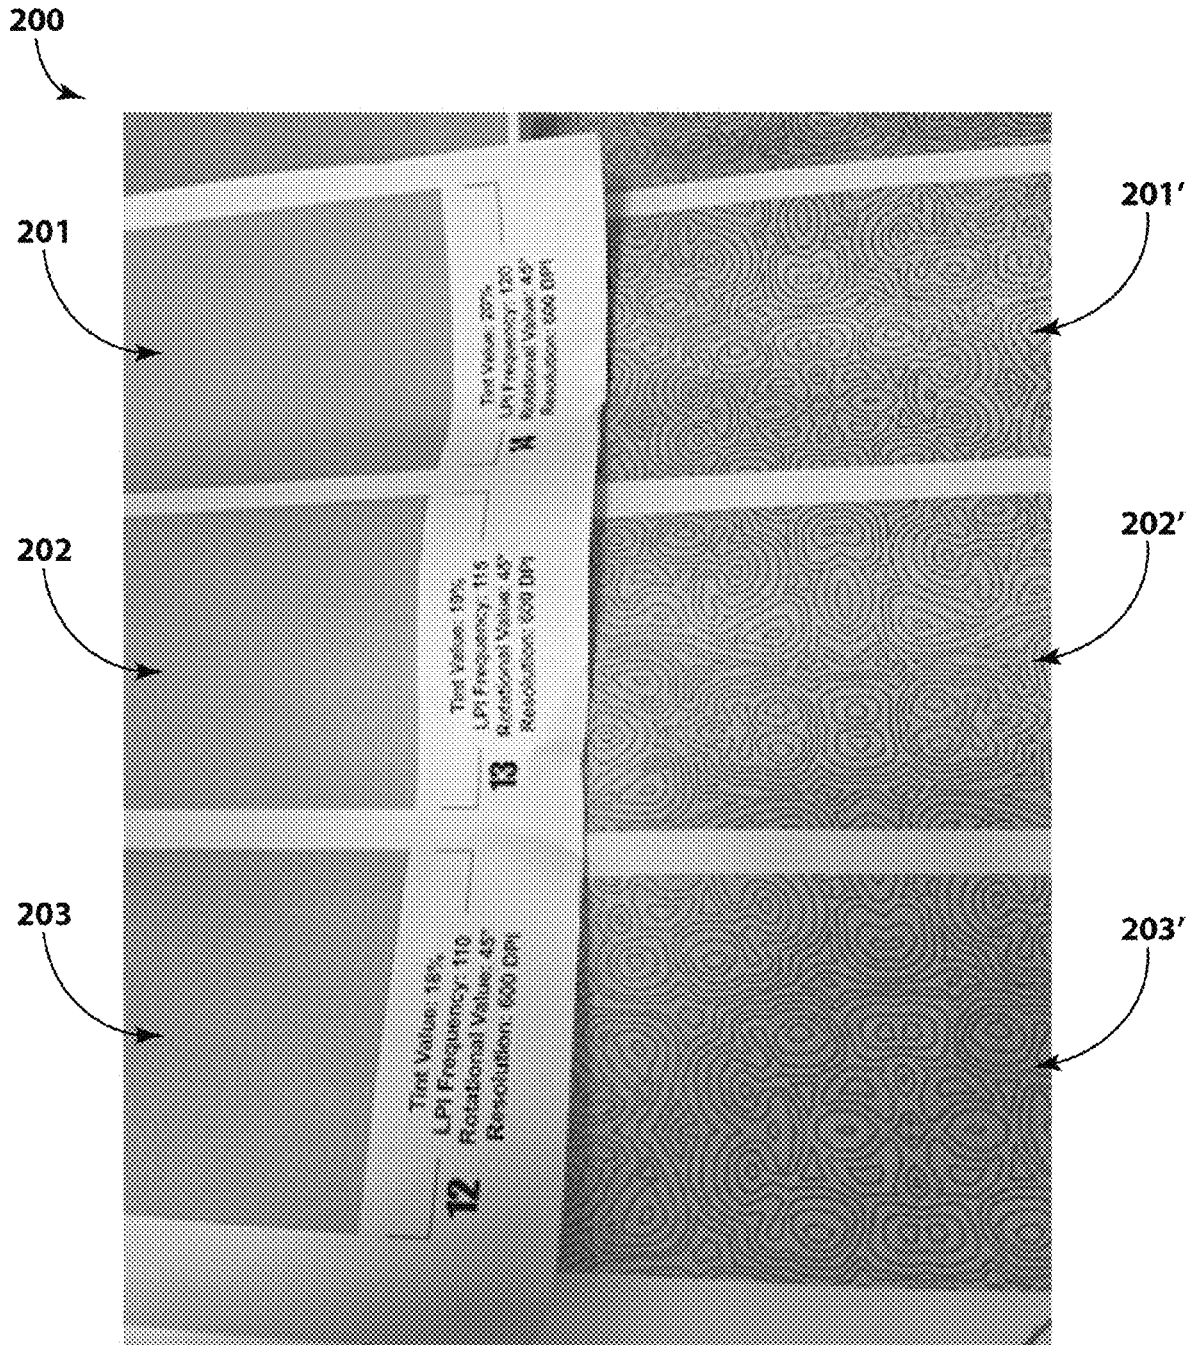 200
201
201'
Tint Value: 20%
LPI Frequency: 120
Rotational Value: 45°
Resolution: 600 DPI
14
202
202'
Tint Value: 19%
LPI Frequency: 115
Rotational Value: 45°
Resolution: 600 DPI
13
203
203'
Tint Value: 18%
LPI Frequency: 110
Rotational Value: 45°
Resolution: 600 DPI
12